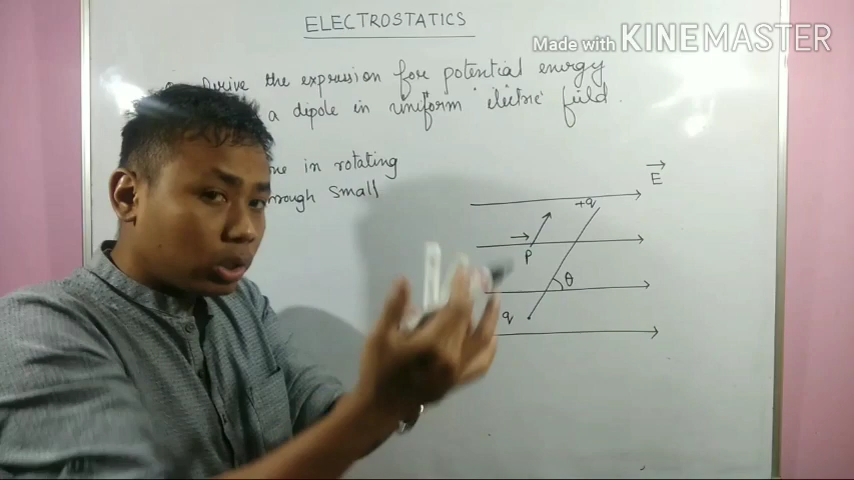 ELECTROSTATICS
Made with KINEMASTER
the expression for potential energy
a dipole in uniform electric field.
in rotating
small
E
+q
P
θ
q